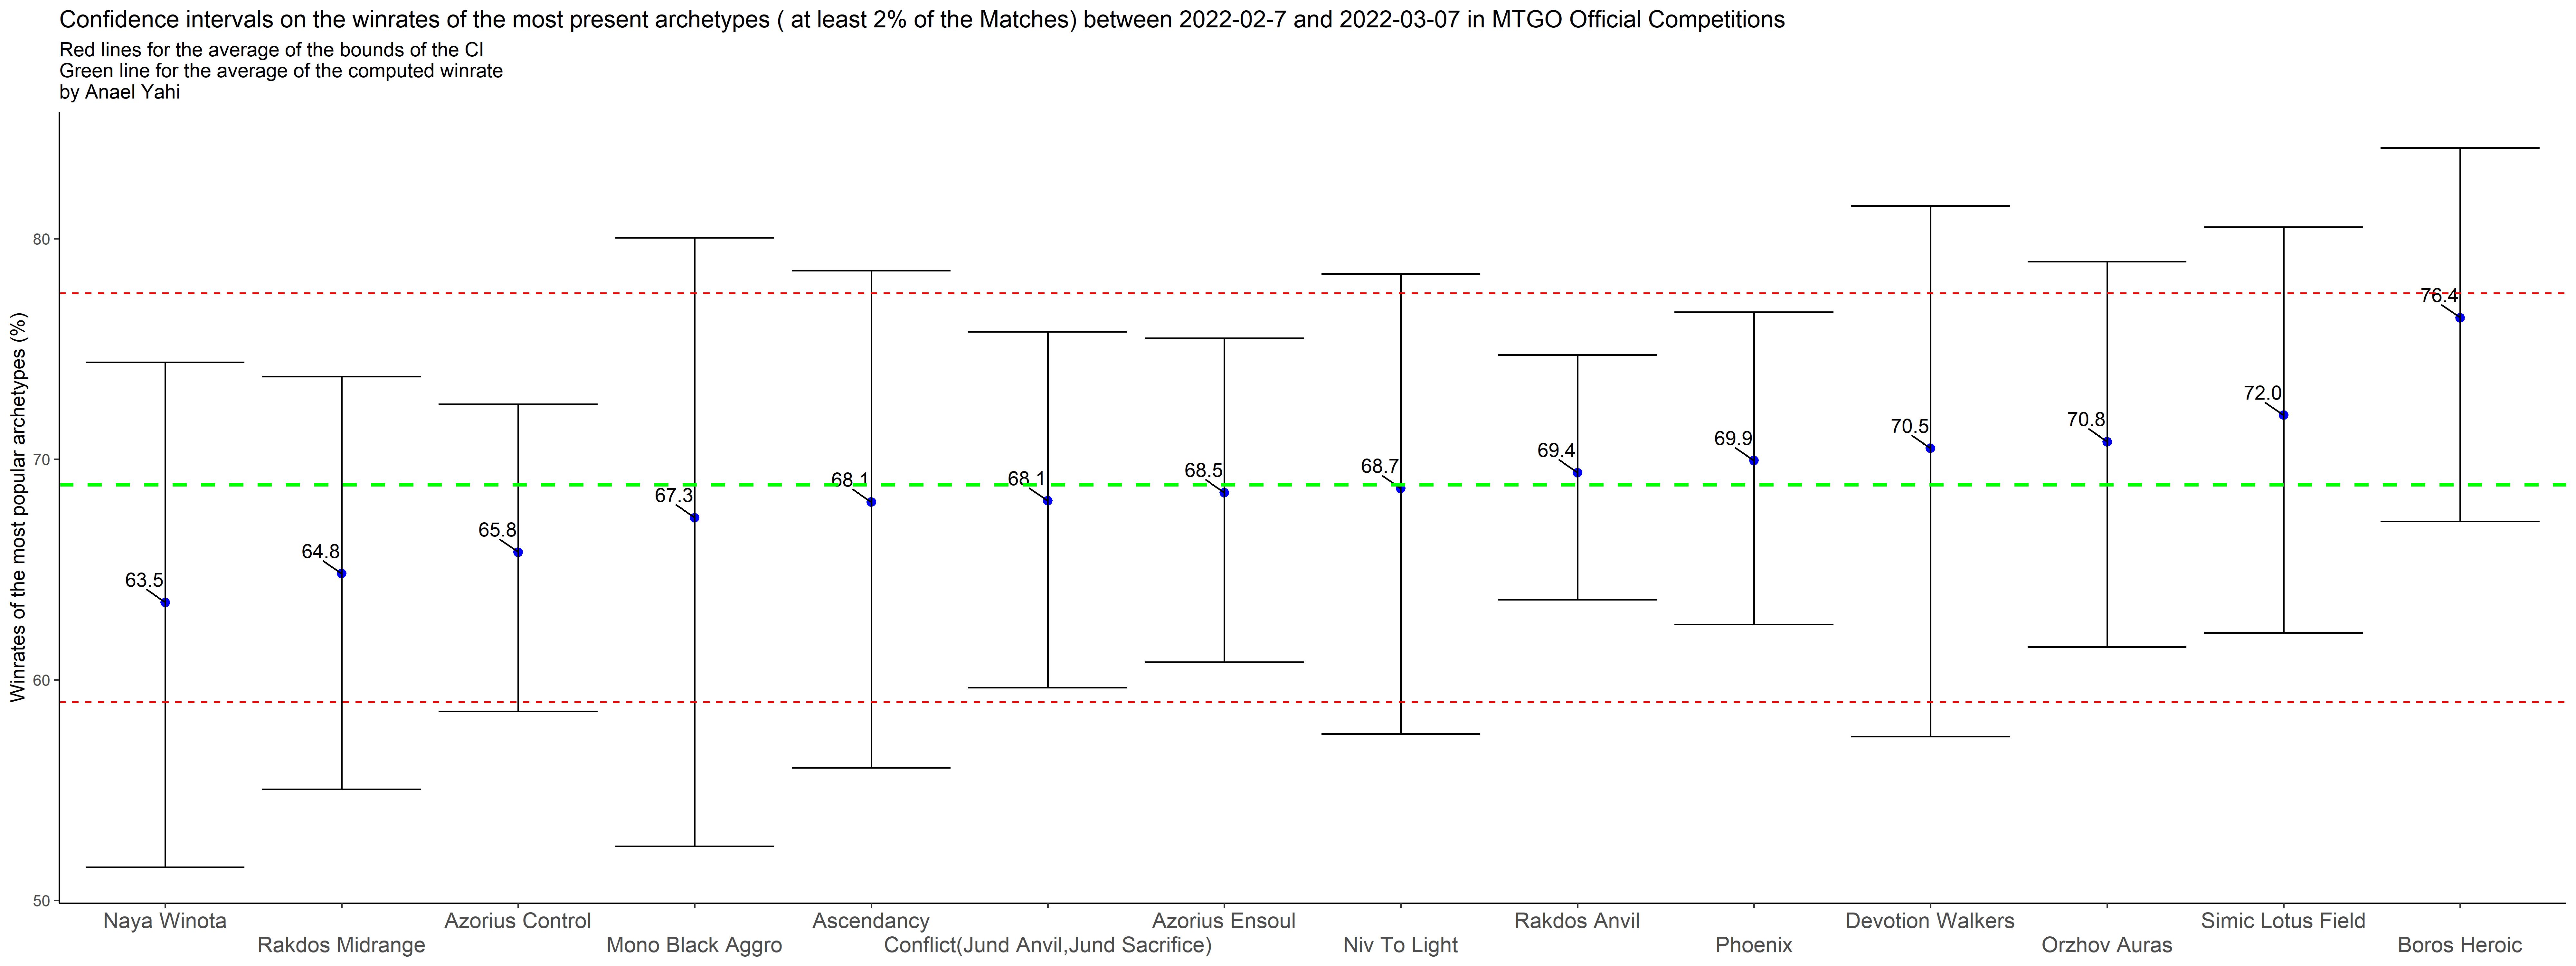 Confidence intervals on the winrates of the most present archetypes ( at least 2% of the Matches) between 2022-02-7 and 2022-03-07 in MTGO Official Competitions
Red lines for the average of the bounds of the CI
Green line for the average of the computed winrate
by Anael Yahi
Winrates of the most popular archetypes (%)
80
70
60
50
63.5
64.8
65.8
67.3
68.1
68.1
68.5
68.7
69.4
69.9
70.5
70.8
72.0
76.4
Naya Winota
Rakdos Midrange
Azorius Control
Mono Black Aggro
Ascendancy
Conflict(Jund Anvil,Jund Sacrifice)
Azorius Ensoul
Niv To Light
Rakdos Anvil
Phoenix
Devotion Walkers
Orzhov Auras
Simic Lotus Field
Boros Heroic